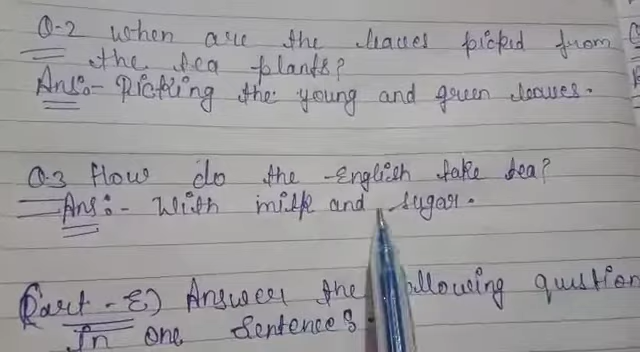 Q.2 When are the leaves picked from
the tea plants?
Ans:- Picking the young and green leaves.
Q.3 How do the English take tea?
Ans:- With milk and sugar.
(Part - E) Answer the following question
In one Sentences.